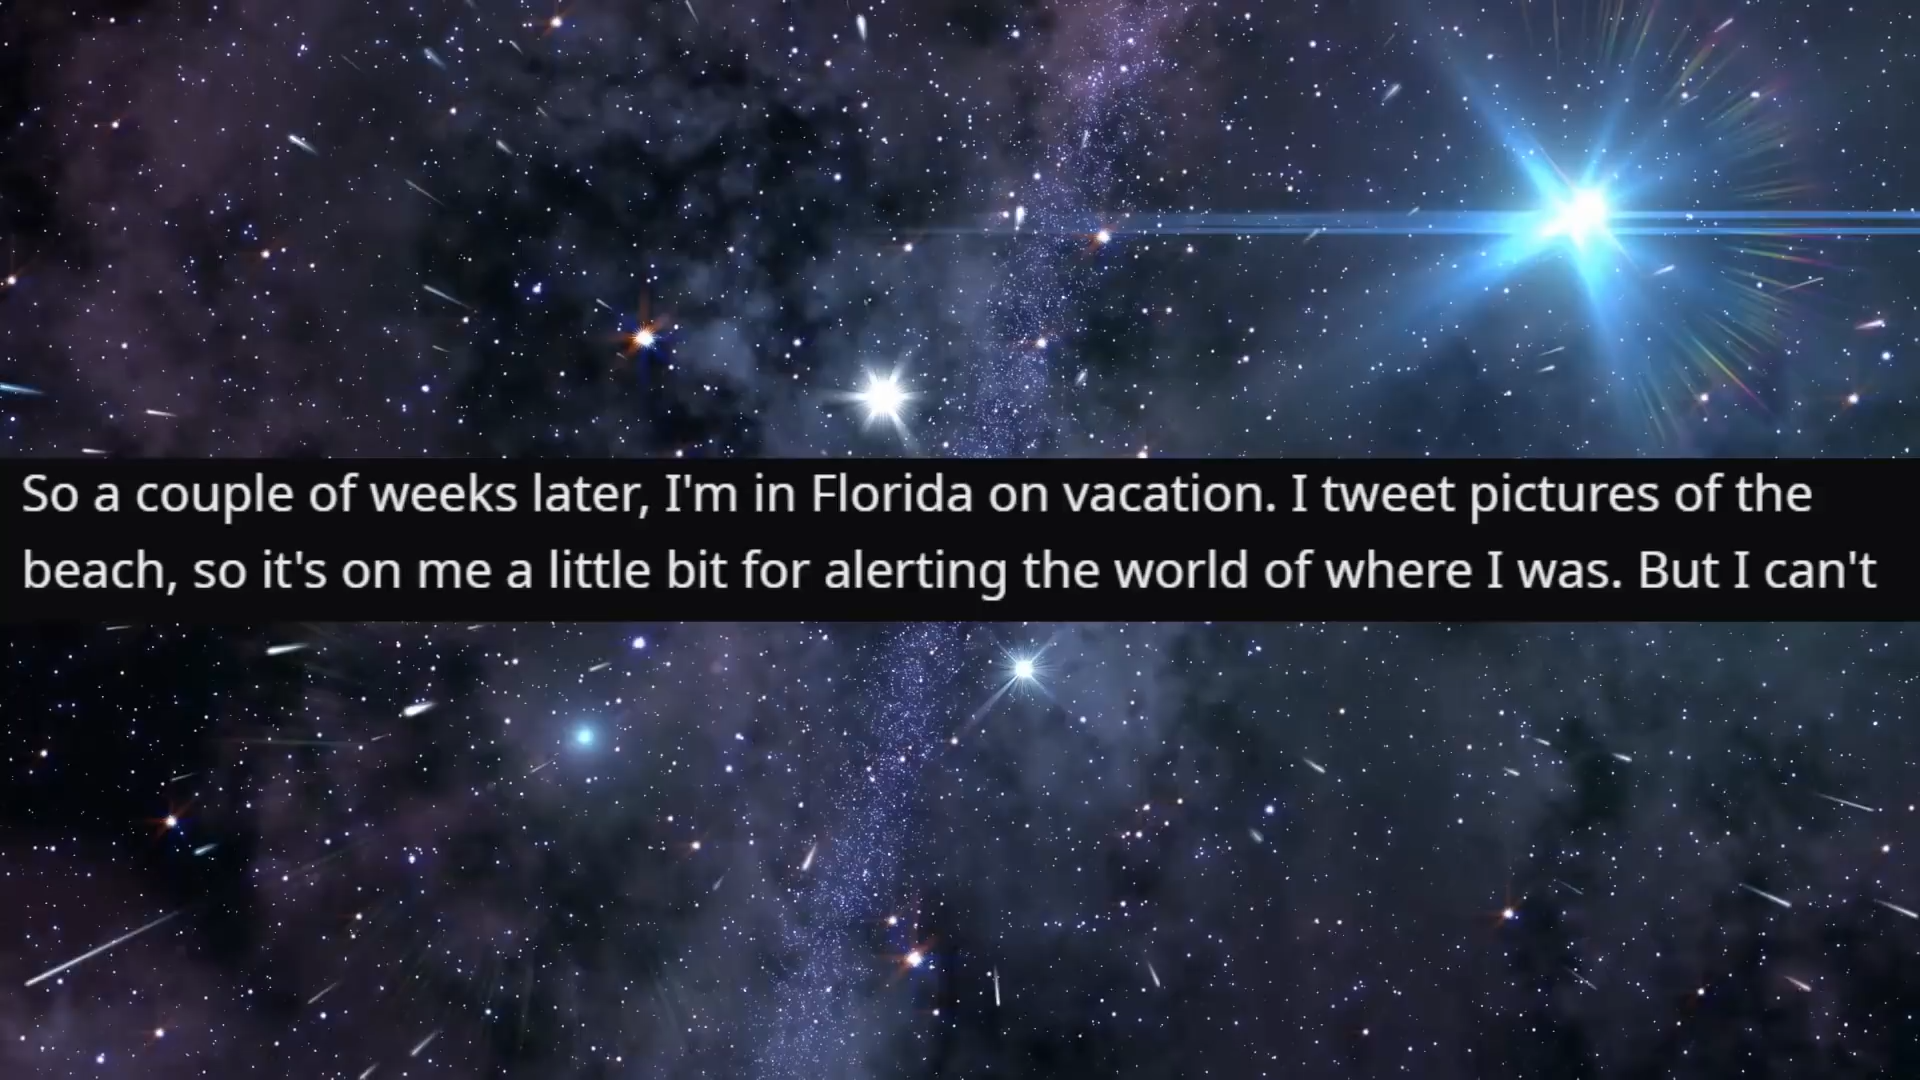 So a couple of weeks later, I'm in Florida on vacation. I tweet pictures of the
beach, so it's on me a little bit for alerting the world of where I was. But I can't